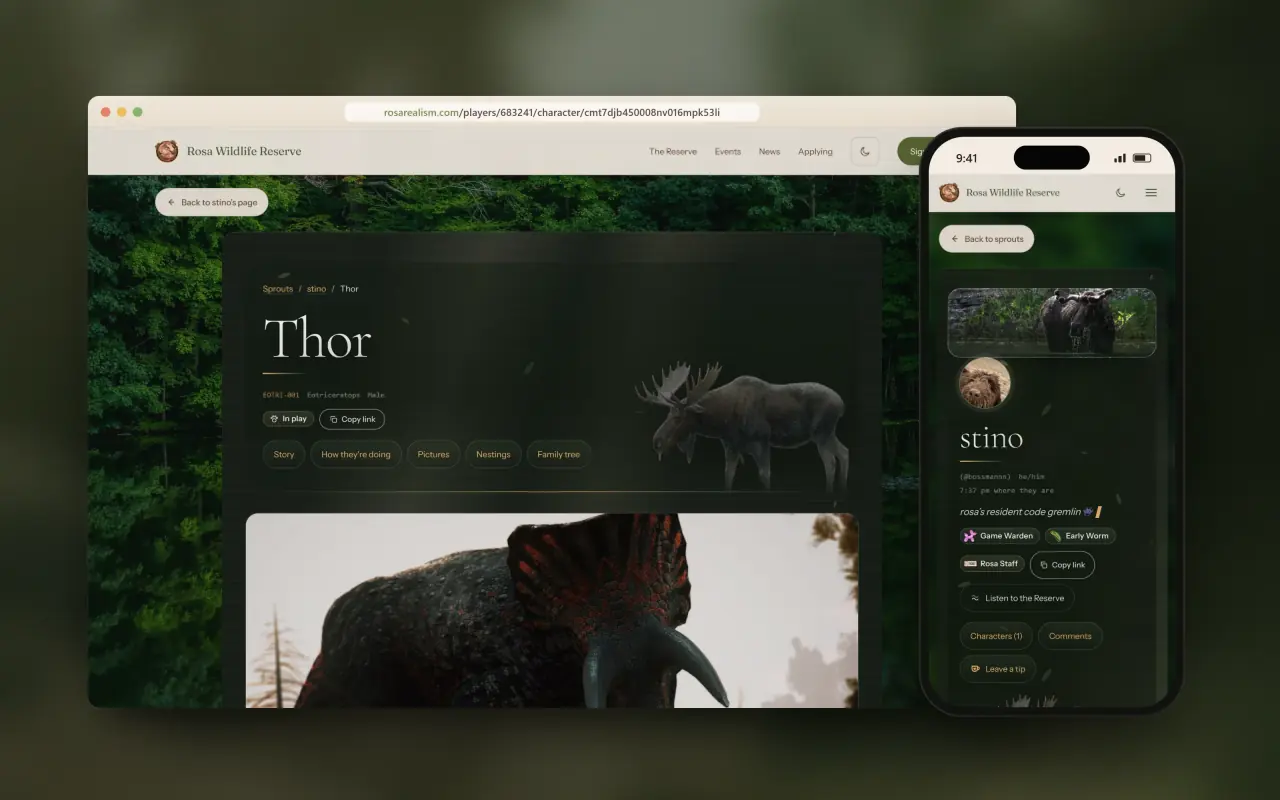 rosarealism.com/players/683241/character/cmt7djb450008nv016mpk53li
Rosa Wildlife Reserve
The Reserve Events News Applying
Back to stino's page
Sprouts / stino / Thor
Thor
Eotriceratops Male
In play Copy link
Story How they're doing Pictures Nestings Family tree
9:41
Rosa Wildlife Reserve
Back to sprouts
stino
(@bossmannn) he/him
7:37 pm where they are
rosa's resident code gremlin
Game Warden Early Worm
Rosa Staff Copy link
Listen to the Reserve
Characters (1) Comments
Leave a tip